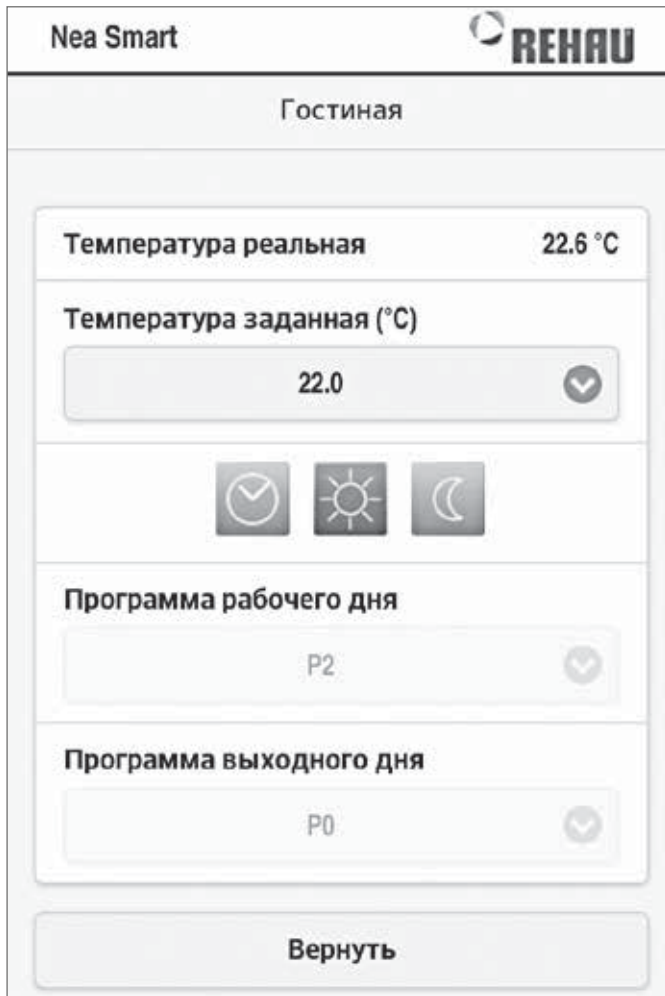 Nea Smart
REHAU
Гостиная
Температура реальная 22.6 °C
Температура заданная (°C)
22.0
Программа рабочего дня
P2
Программа выходного дня
P0
Вернуть